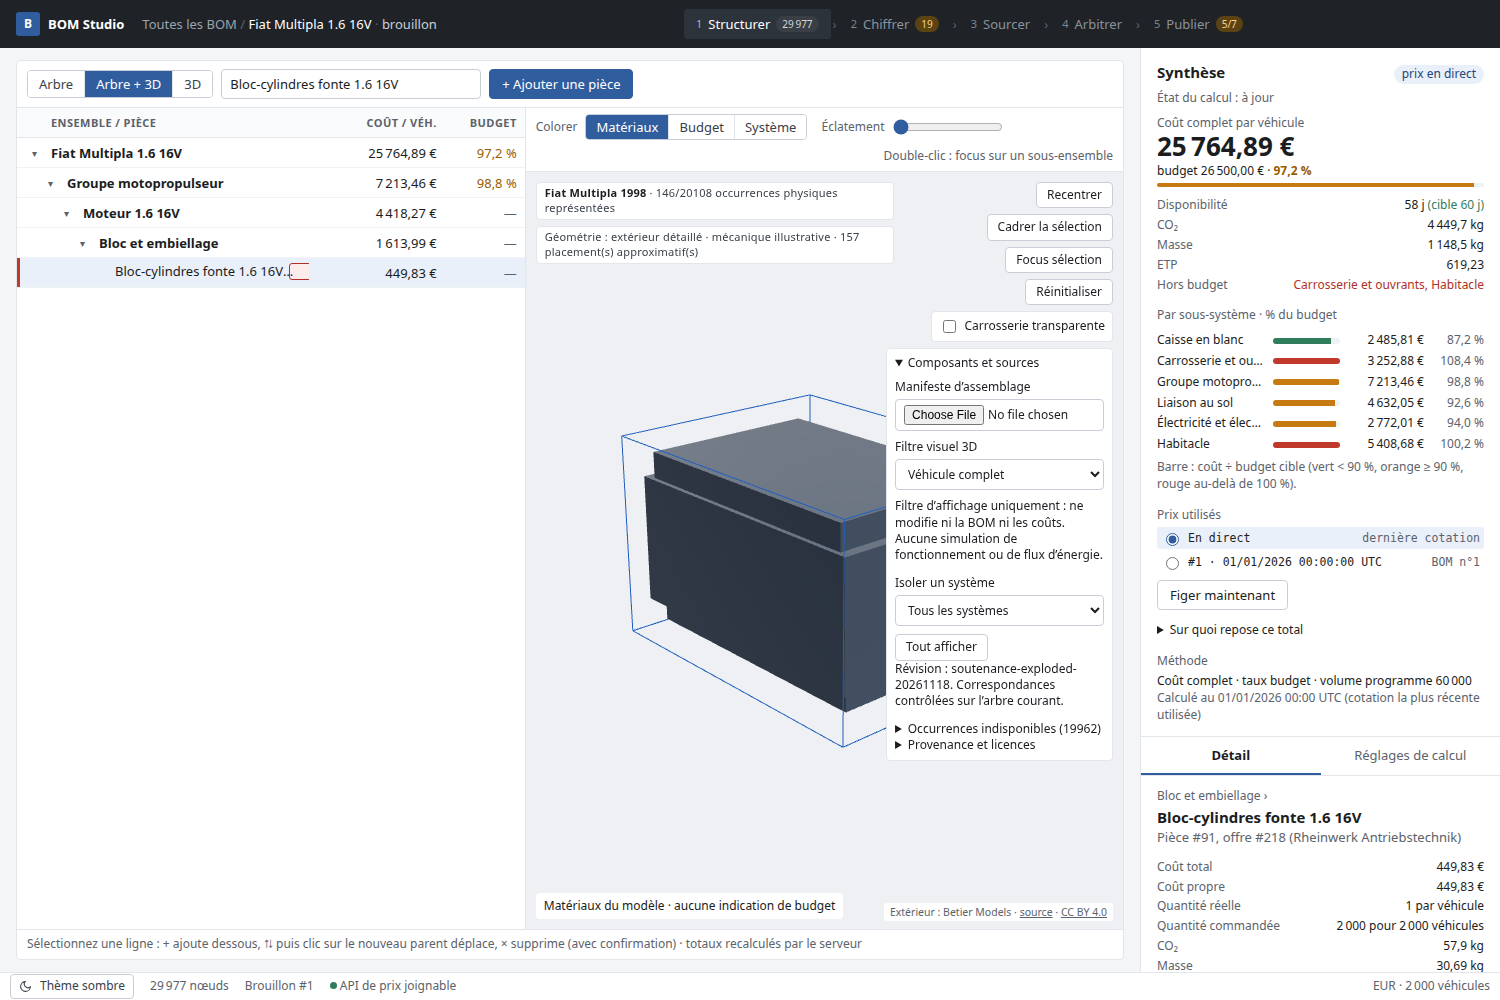 B BOM Studio Toutes les BOM / Fiat Multipla 1.6 16V · brouillon
1 Structurer 29 977 › 2 Chiffrer 19 › 3 Sourcer › 4 Arbitrer › 5 Publier 5/7
Arbre Arbre + 3D 3D Bloc-cylindres fonte 1.6 16V + Ajouter une pièce
ENSEMBLE / PIÈCE COÛT / VÉH. BUDGET
Fiat Multipla 1.6 16V 25 764,89 € 97,2 %
Groupe motopropulseur 7 213,46 € 98,8 %
Moteur 1.6 16V 4 418,27 € —
Bloc et embiellage 1 613,99 € —
Bloc-cylindres fonte 1.6 16V… 449,83 € —
Colorer Matériaux Budget Système Éclatement
Double-clic : focus sur un sous-ensemble
Fiat Multipla 1998 · 146/20108 occurrences physiques
représentées
Géométrie : extérieur détaillé · mécanique illustrative · 157
placement(s) approximatif(s)
Recentrer
Cadrer la sélection
Focus sélection
Réinitialiser
Carrosserie transparente
Composants et sources
Manifeste d’assemblage
Choose File No file chosen
Filtre visuel 3D
Véhicule complet
Filtre d’affichage uniquement : ne
modifie ni la BOM ni les coûts.
Aucune simulation de
fonctionnement ou de flux d’énergie.
Isoler un système
Tous les systèmes
Tout afficher
Révision : soutenance-exploded-
20261118. Correspondances
contrôlées sur l’arbre courant.
Occurrences indisponibles (19962)
Provenance et licences
Matériaux du modèle · aucune indication de budget
Extérieur : Betier Models · source · CC BY 4.0
Sélectionnez une ligne : + ajoute dessous, ⇅ puis clic sur le nouveau parent déplace, × supprime (avec confirmation) · totaux recalculés par le serveur
Synthèse prix en direct
État du calcul : à jour
Coût complet par véhicule
25 764,89 €
budget 26 500,00 € · 97,2 %
Disponibilité 58 j (cible 60 j)
CO₂ 4 449,7 kg
Masse 1 148,5 kg
ETP 619,23
Hors budget Carrosserie et ouvrants, Habitacle
Par sous-système · % du budget
Caisse en blanc 2 485,81 € 87,2 %
Carrosserie et ou… 3 252,88 € 108,4 %
Groupe motopro… 7 213,46 € 98,8 %
Liaison au sol 4 632,05 € 92,6 %
Électricité et élec… 2 772,01 € 94,0 %
Habitacle 5 408,68 € 100,2 %
Barre : coût ÷ budget cible (vert < 90 %, orange ≥ 90 %,
rouge au-delà de 100 %).
Prix utilisés
En direct dernière cotation
#1 · 01/01/2026 00:00:00 UTC BOM n°1
Figer maintenant
Sur quoi repose ce total
Méthode
Coût complet · taux budget · volume programme 60 000
Calculé au 01/01/2026 00:00 UTC (cotation la plus récente
utilisée)
Détail Réglages de calcul
Bloc et embiellage ›
Bloc-cylindres fonte 1.6 16V
Pièce #91, offre #218 (Rheinwerk Antriebstechnik)
Coût total 449,83 €
Coût propre 449,83 €
Quantité réelle 1 par véhicule
Quantité commandée 2 000 pour 2 000 véhicules
CO₂ 57,9 kg
Masse 30,69 kg
Thème sombre 29 977 nœuds Brouillon #1 API de prix joignable EUR · 2 000 véhicules